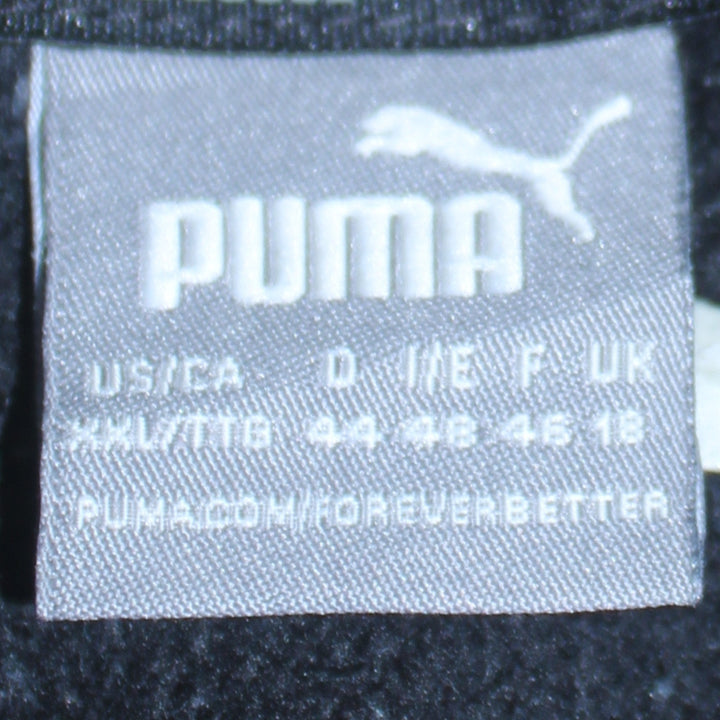 PUMA
US/CA D I/E F UK
XXL/TTG 44 48 46 18
PUMA.COM/FOREVERBETTER